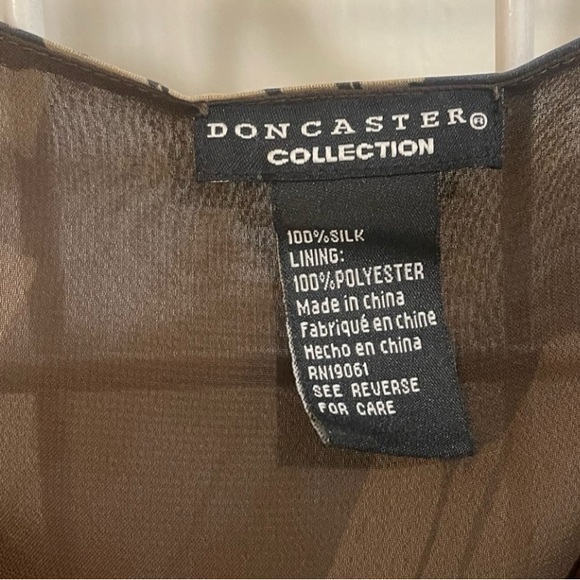 DONCASTER®
COLLECTION
100%SILK
LINING:
100%POLYESTER
Made in china
Fabriqué en chine
Hecho en china
RN19061
SEE REVERSE
FOR CARE